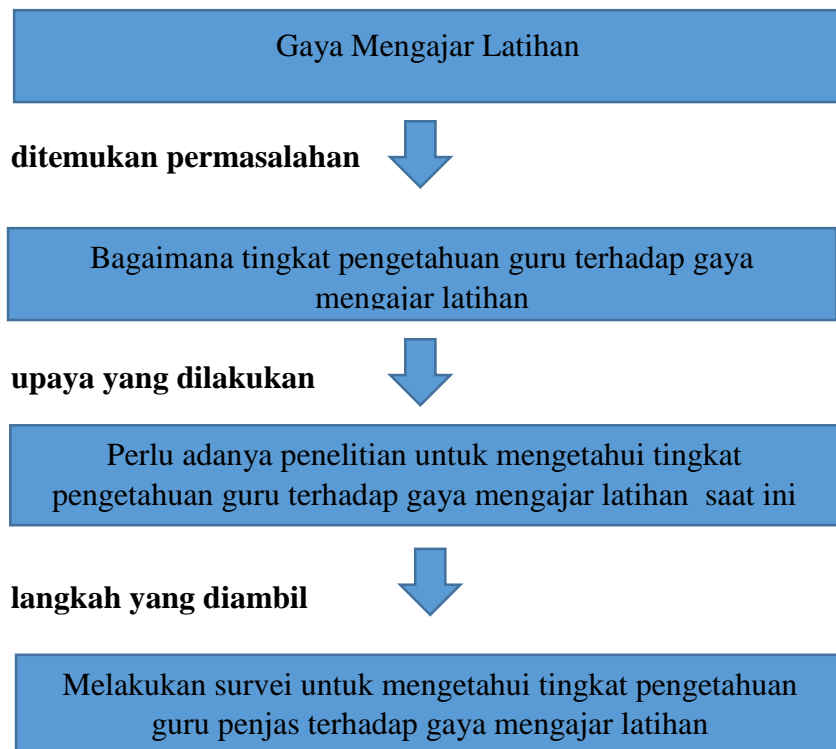 Gaya Mengajar Latihan
ditemukan permasalahan
Bagaimana tingkat pengetahuan guru terhadap gaya
mengajar latihan
upaya yang dilakukan
Perlu adanya penelitian untuk mengetahui tingkat
pengetahuan guru terhadap gaya mengajar latihan  saat ini
langkah yang diambil
Melakukan survei untuk mengetahui tingkat pengetahuan
guru penjas terhadap gaya mengajar latihan